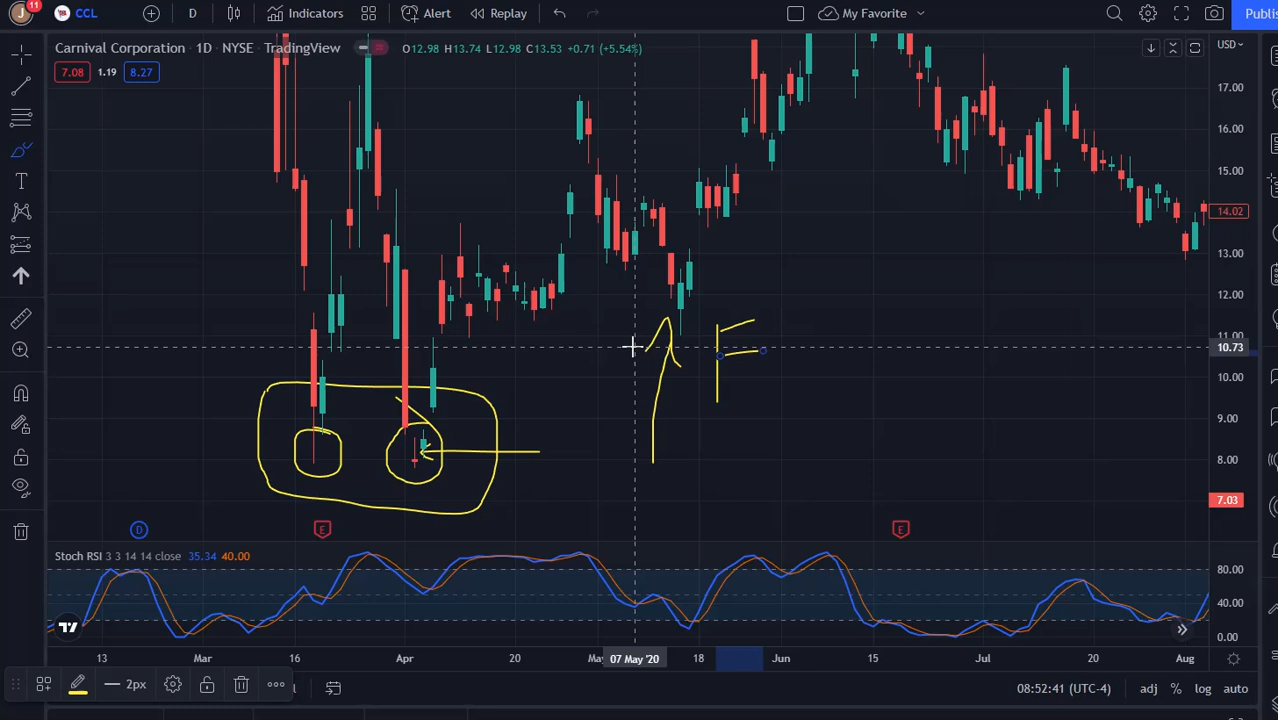 J 11 CCL D Indicators Alert Replay My Favorite Publis
Carnival Corporation · 1D · NYSE · TradingView O12.98 H13.74 L12.98 C13.53 +0.71 (+5.54%) USD
7.08 1.19 8.27
17.00
16.00
15.00
14.02
13.00
12.00
11.00
10.73
10.00
9.00
8.00
7.03
D E E
Stoch RSI 3 3 14 14 close 35.34 40.00
80.00
40.00
0.00
13 Mar 16 Apr 20 07 May '20 18 Jun 15 Jul 20 Aug
2px 08:52:41 (UTC-4) adj % log auto